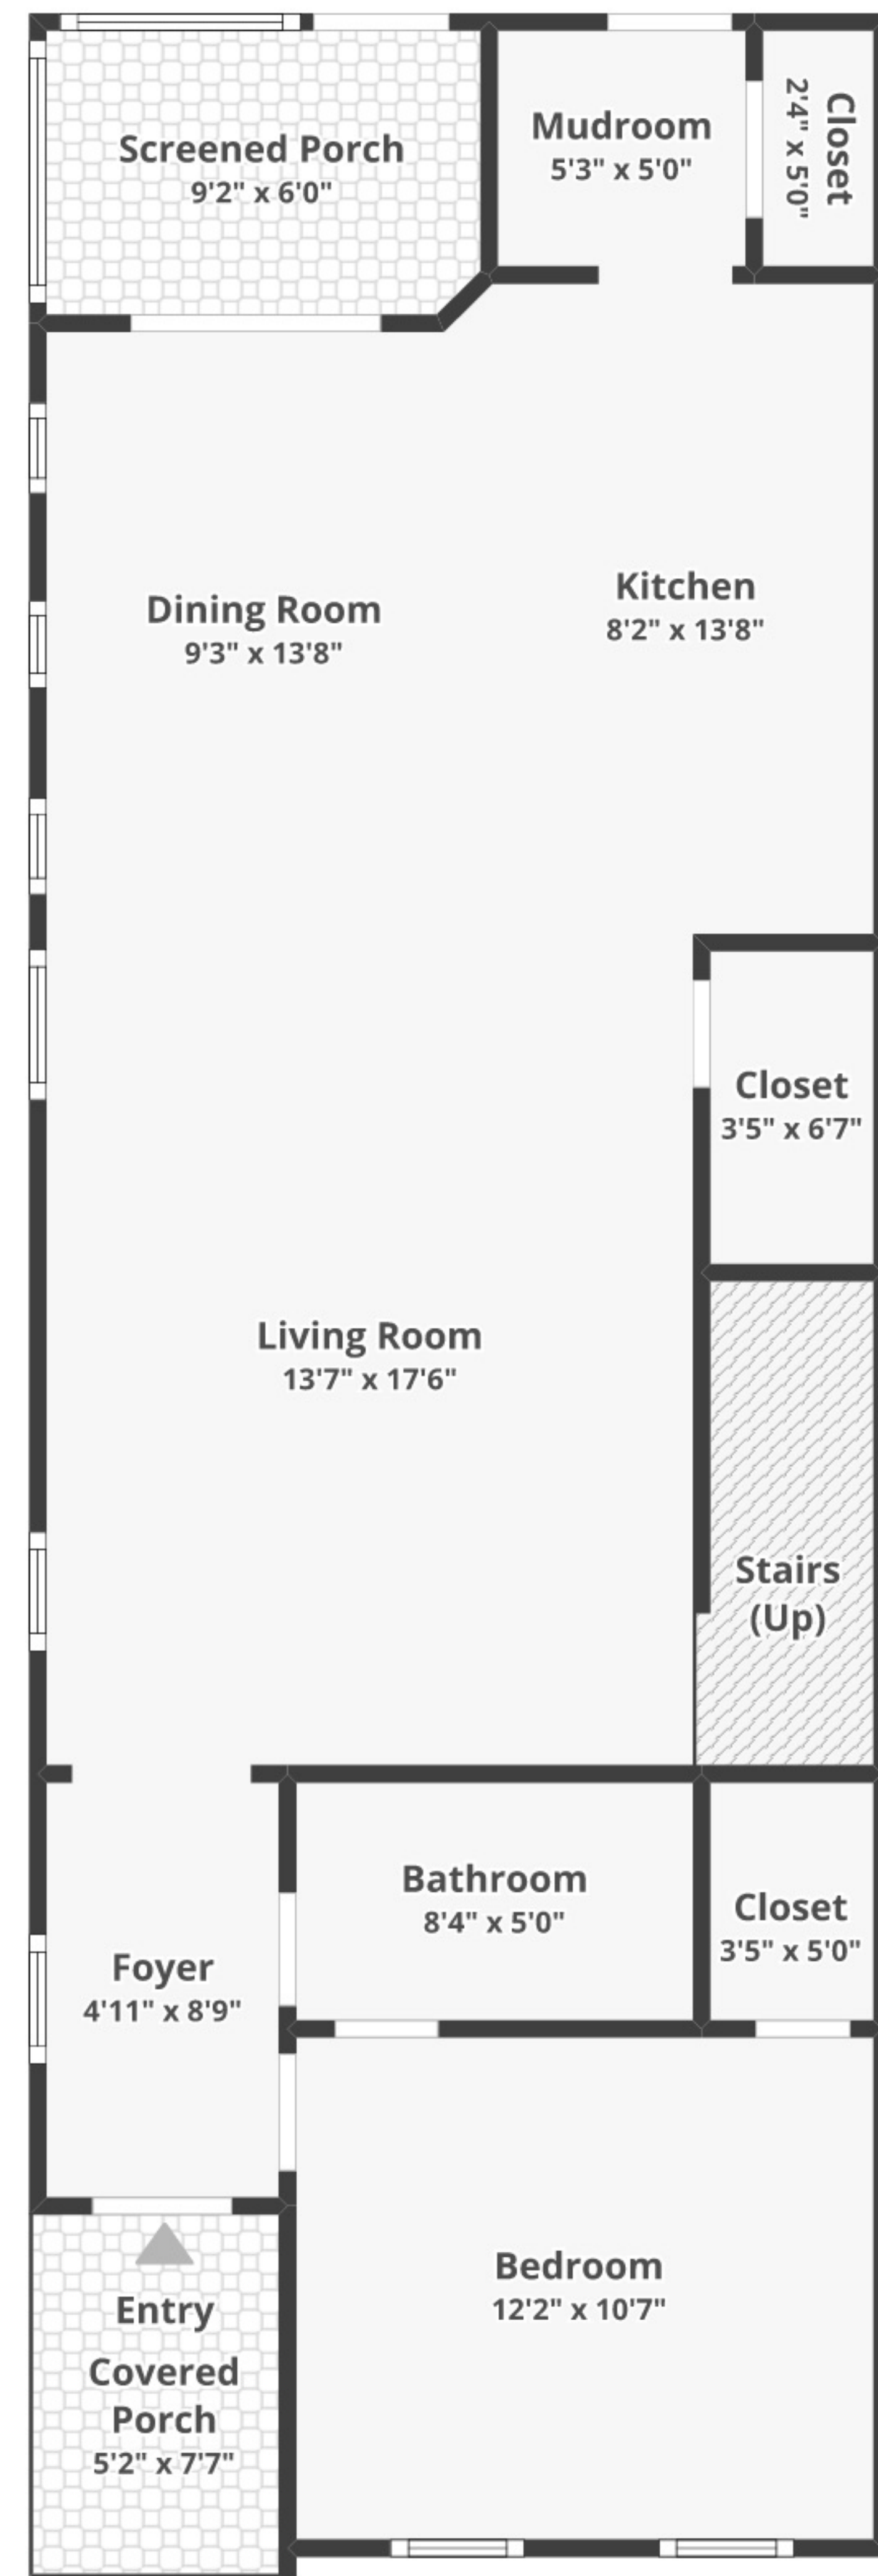 Screened Porch
9'2" x 6'0"
Mudroom
5'3" x 5'0"
Closet
2'4" x 5'0"
Dining Room
9'3" x 13'8"
Kitchen
8'2" x 13'8"
Closet
3'5" x 6'7"
Living Room
13'7" x 17'6"
Stairs
(Up)
Bathroom
8'4" x 5'0"
Closet
3'5" x 5'0"
Foyer
4'11" x 8'9"
Bedroom
12'2" x 10'7"
Entry
Covered
Porch
5'2" x 7'7"